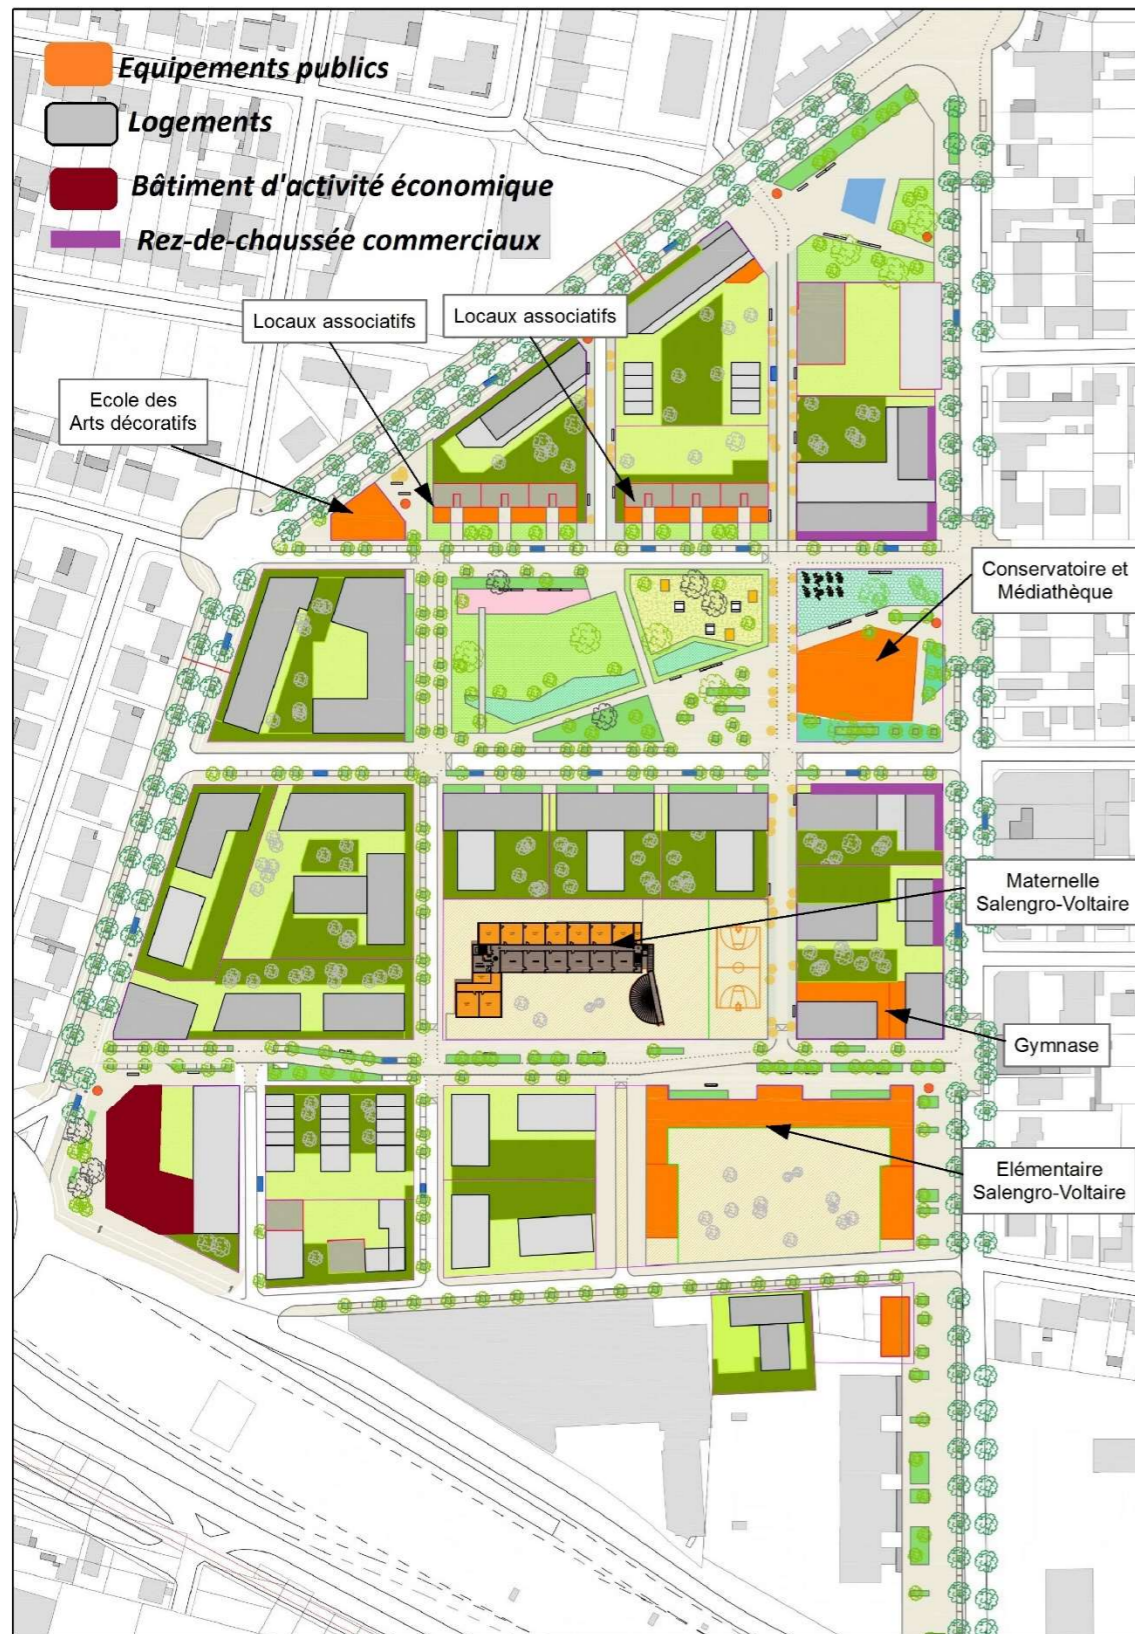 Equipements publics
Logements
Bâtiment d'activité économique
Rez-de-chaussée commerciaux
Locaux associatifs
Locaux associatifs
Ecole des
Arts décoratifs
Conservatoire et
Médiathèque
Maternelle
Salengro-Voltaire
Gymnase
Elémentaire
Salengro-Voltaire